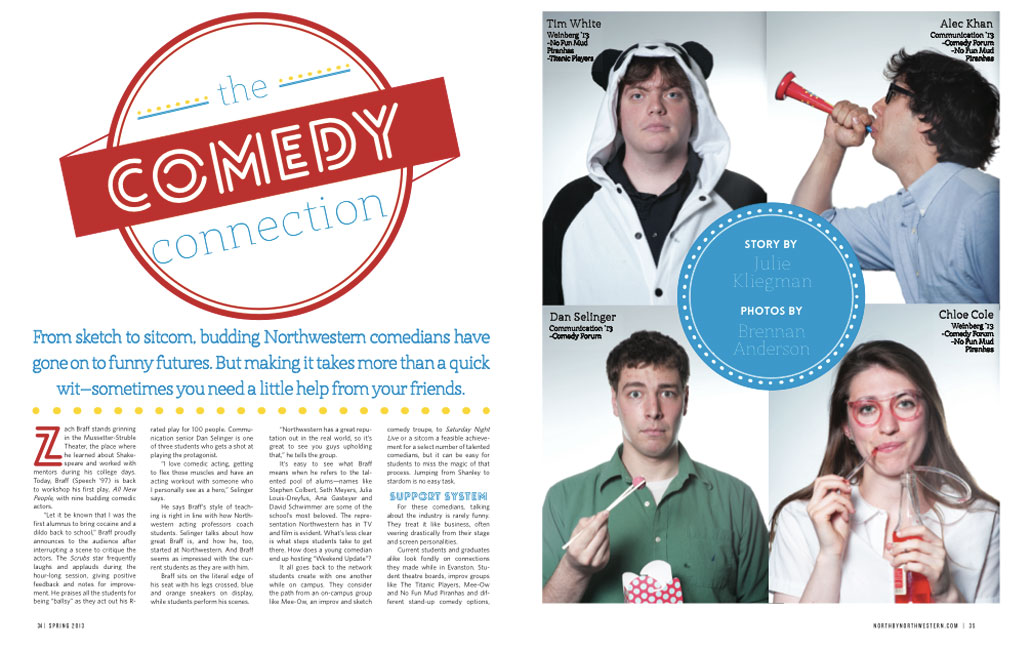 the
COMEDY
connection
From sketch to sitcom, budding Northwestern comedians have
gone on to funny futures. But making it takes more than a quick
wit—sometimes you need a little help from your friends.
Zach Braff stands grinning
in the Mussetter-Struble
Theater, the place where
he learned about Shake-
speare and worked with
mentors during his college days.
Today, Braff (Speech '97) is back
to workshop his first play, All New
People, with nine budding comedic
actors.
"Let it be known that I was the
first alumnus to bring cocaine and a
dildo back to school," Braff proudly
announces to the audience after
interrupting a scene to critique the
actors. The Scrubs star frequently
laughs and applauds during the
hour-long session, giving positive
feedback and notes for improve-
ment. He praises all the students for
being "ballsy" as they act out his R-
rated play for 100 people. Commu-
nication senior Dan Selinger is one
of three students who gets a shot at
playing the protagonist.
"I love comedic acting, getting
to flex those muscles and have an
acting workout with someone who
I personally see as a hero," Selinger
says.
He says Braff's style of teach-
ing is right in line with how North-
western acting professors coach
students. Selinger talks about how
great Braff is, and how he, too,
started at Northwestern. And Braff
seems as impressed with the cur-
rent students as they are with him.
Braff sits on the literal edge of
his seat with his legs crossed, blue
and orange sneakers on display,
while students perform his scenes.
"Northwestern has a great repu-
tation out in the real world, so it's
great to see you guys upholding
that," he tells the group.
It's easy to see what Braff
means when he refers to the tal-
ented pool of alums—names like
Stephen Colbert, Seth Meyers, Julia
Louis-Dreyfus, Ana Gasteyer and
David Schwimmer are some of the
school's most beloved. The repre-
sentation Northwestern has in TV
and film is evident. What's less clear
is what steps students take to get
there. How does a young comedian
end up hosting "Weekend Update"?
It all goes back to the network
students create with one another
while on campus. They consider
the path from an on-campus group
like Mee-Ow, an improv and sketch
comedy troupe, to Saturday Night
Live or a sitcom a feasible achieve-
ment for a select number of talented
comedians, but it can be easy for
students to miss the magic of that
process. Jumping from Shanley to
stardom is no easy task.
SUPPORT SYSTEM
For these comedians, talking
about the industry is rarely funny.
They treat it like business, often
veering drastically from their stage
and screen personalities.
Current students and graduates
alike look fondly on connections
they made while in Evanston. Stu-
dent theatre boards, improv groups
like The Titanic Players, Mee-Ow
and No Fun Mud Piranhas and dif-
ferent stand-up comedy options,
34 | SPRING 2013
Tim White
Weinberg '13
-No Fun Mud
Piranhas
-Titanic Players
Alec Khan
Communication '13
-Comedy Forum
-No Fun Mud
Piranhas
STORY BY
Julie
Kliegman
PHOTOS BY
Brennan
Anderson
Dan Selinger
Communication '13
-Comedy Forum
Chloe Cole
Weinberg '13
-Comedy Forum
-No Fun Mud
Piranhas
NORTHBYNORTHWESTERN.COM | 35